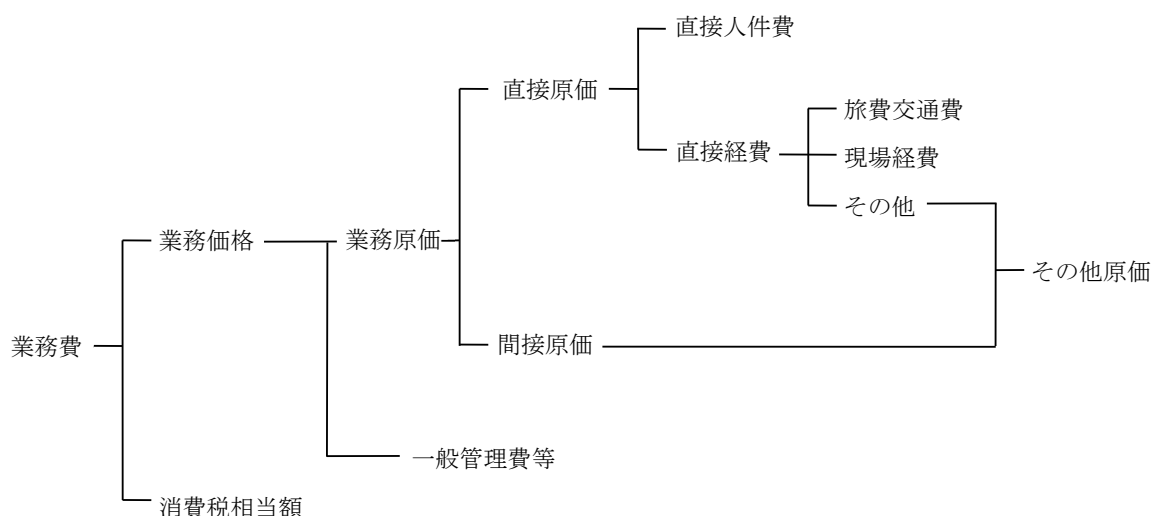 直接人件費
直接原価
旅費交通費
直接経費
現場経費
その他
業務価格
業務原価
その他原価
業務費
間接原価
一般管理費等
消費税相当額